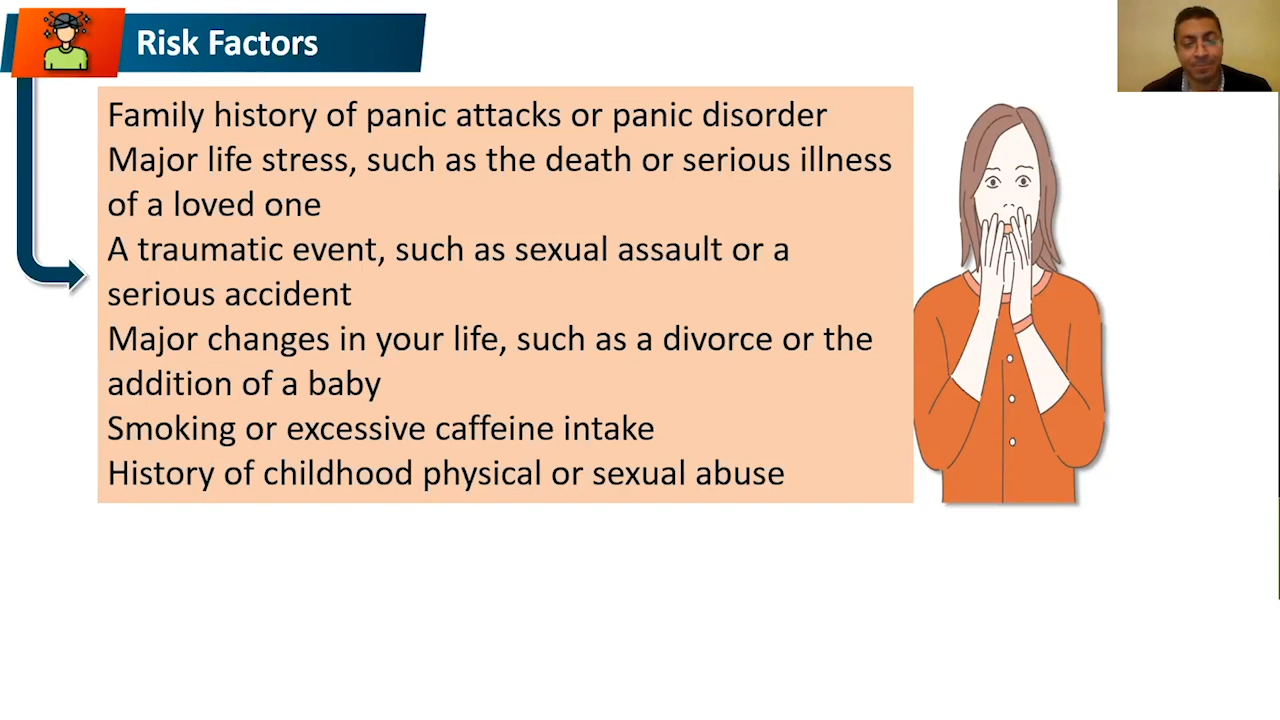 Risk Factors
Family history of panic attacks or panic disorder
Major life stress, such as the death or serious illness
of a loved one
A traumatic event, such as sexual assault or a
serious accident
Major changes in your life, such as a divorce or the
addition of a baby
Smoking or excessive caffeine intake
History of childhood physical or sexual abuse